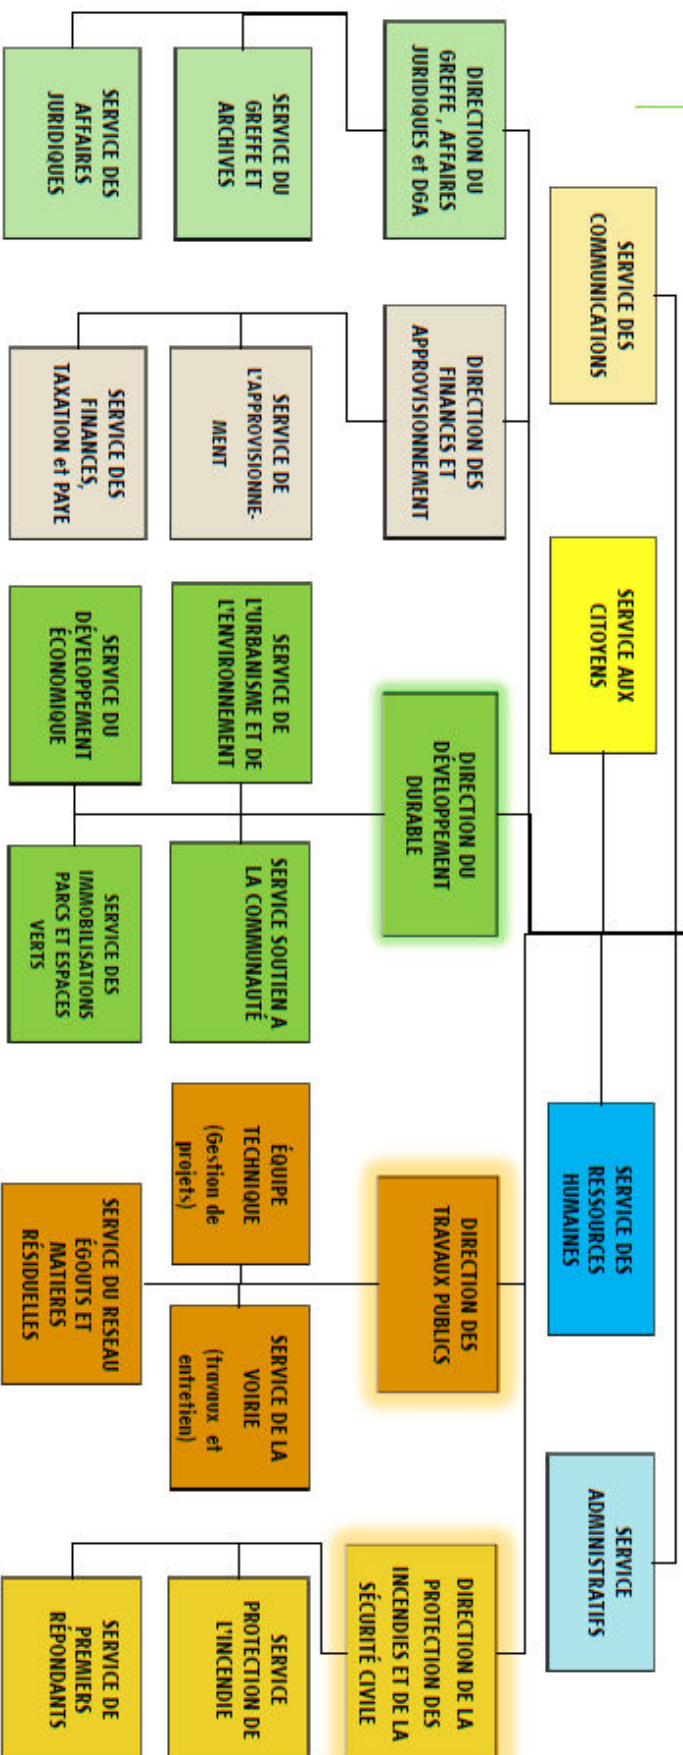 SERVICE DES
COMMUNICATIONS
SERVICE AUX
CITOYENS
SERVICE DES
RESSOURCES
HUMAINES
SERVICE
ADMINISTRATIFS
DIRECTION DU
GREFFE , AFFAIRES
JURIDIQUES et DGA
DIRECTION DES
FINANCES ET
APPROVISIONNEMENT
DIRECTION DU
DÉVELOPPEMENT
DURABLE
DIRECTION DES
TRAVAUX PUBLICS
DIRECTION DE LA
PROTECTION DES
INCENDIES ET DE LA
SÉCURITÉ CIVILE
SERVICE DU
GREFFE ET
ARCHIVES
SERVICE DE
L'APPROVISIONNE-
MENT
SERVICE DE
L'URBANISME ET DE
L'ENVIRONNEMENT
SERVICE SOUTIEN A
LA COMMUNAUTÉ
ÉQUIPE
TECHNIQUE
(Gestion de
projets)
SERVICE DE LA
VOIRIE
(travaux et
entretien)
SERVICE
PROTECTION DE
L'INCENDIE
SERVICE DES
AFFAIRES
JURIDIQUES
SERVICE DES
FINANCES,
TAXATION et PAYE
SERVICE DU
DÉVELOPPEMENT
ÉCONOMIQUE
SERVICE DES
IMMOBILISATIONS
PARCS ET ESPACES
VERTS
SERVICE DU RESEAU
ÉGOUTS ET
MATIERES
RÉSIDUELLES
SERVICE DE
PREMIERS
RÉPONDANTS